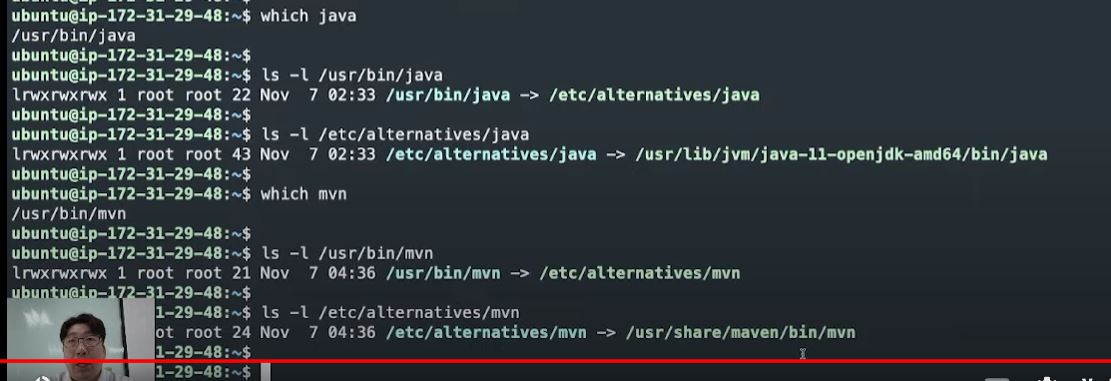 ubuntu@ip-172-31-29-48:~$ which java
/usr/bin/java
ubuntu@ip-172-31-29-48:~$
ubuntu@ip-172-31-29-48:~$ ls -l /usr/bin/java
lrwxrwxrwx 1 root root 22 Nov  7 02:33 /usr/bin/java -> /etc/alternatives/java
ubuntu@ip-172-31-29-48:~$
ubuntu@ip-172-31-29-48:~$ ls -l /etc/alternatives/java
lrwxrwxrwx 1 root root 43 Nov  7 02:33 /etc/alternatives/java -> /usr/lib/jvm/java-11-openjdk-amd64/bin/java
ubuntu@ip-172-31-29-48:~$
ubuntu@ip-172-31-29-48:~$ which mvn
/usr/bin/mvn
ubuntu@ip-172-31-29-48:~$
ubuntu@ip-172-31-29-48:~$ ls -l /usr/bin/mvn
lrwxrwxrwx 1 root root 21 Nov  7 04:36 /usr/bin/mvn -> /etc/alternatives/mvn
ubuntu@ip-172-31-29-48:~$
1-29-48:~$ ls -l /etc/alternatives/mvn
ot root 24 Nov  7 04:36 /etc/alternatives/mvn -> /usr/share/maven/bin/mvn
1-29-48:~$
1-29-48:~$